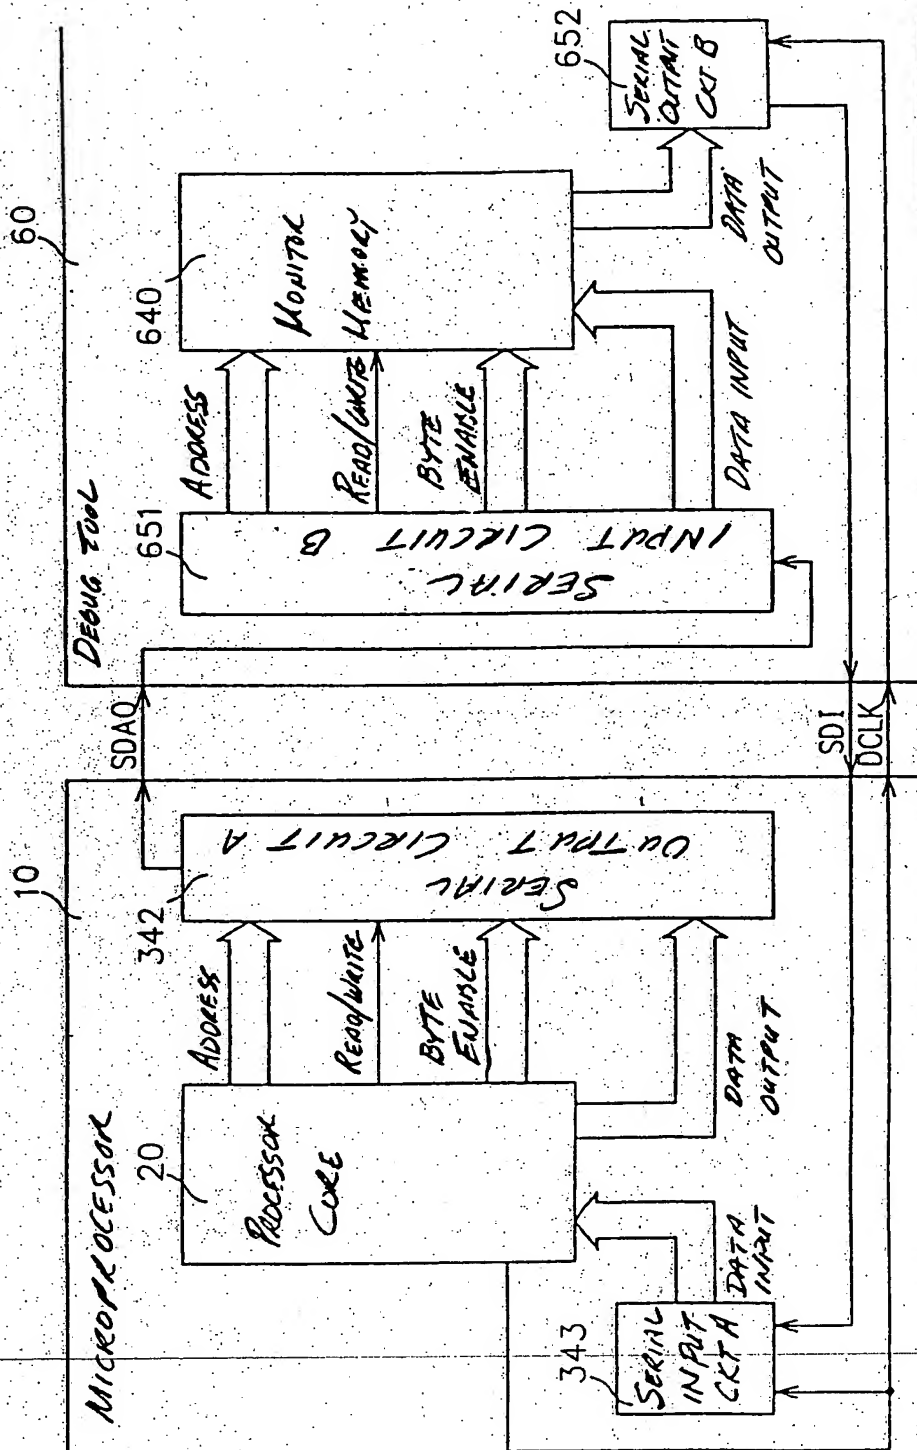 10
MICROPROCESSOR
20
PROCESSOR
CORE
ADDRESS
READ/WRITE
BYTE
ENABLE
DATA
OUTPUT
DATA
INPUT
343
SERIAL
INPUT
CKT A
342
SERIAL
OUTPUT CIRCUIT A
SDAO
SDI
DCLK
60
DEBUG TOOL
651
SERIAL
INPUT CIRCUIT B
ADDRESS
READ/WRITE
BYTE
ENABLE
DATA INPUT
640
MONITOR
MEMORY
DATA
OUTPUT
652
SERIAL
OUTPUT
CKT B